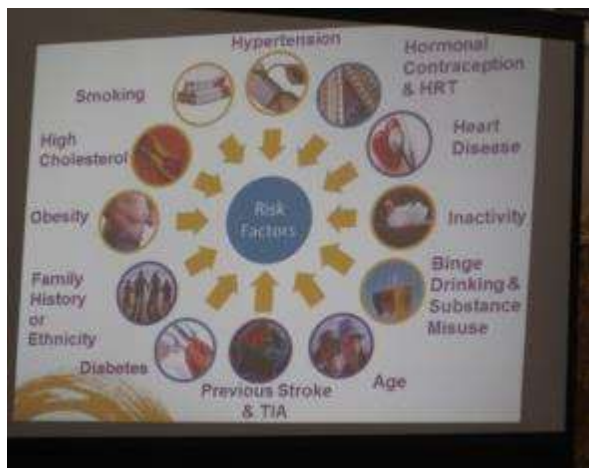 Hypertension
Hormonal
Contraception
& HRT
Smoking
High
Cholesterol
Heart
Disease
Obesity
Risk
Factors
Inactivity
Family
History
or
Ethnicity
Binge
Drinking &
Substance
Misuse
Diabetes
Previous Stroke
& TIA
Age